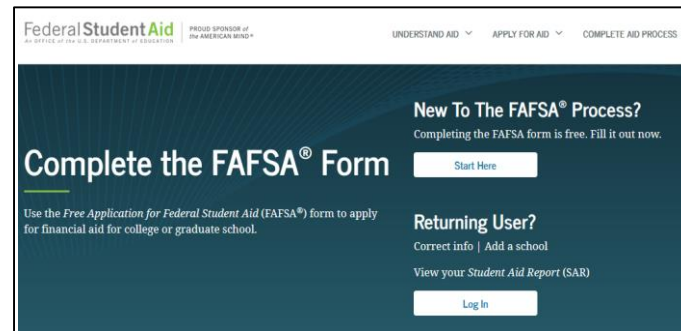 Federal Student Aid
An OFFICE of the U.S. DEPARTMENT of EDUCATION
PROUD SPONSOR of
the AMERICAN MIND®
UNDERSTAND AID
APPLY FOR AID
COMPLETE AID PROCESS
Complete the FAFSA® Form
Use the Free Application for Federal Student Aid (FAFSA®) form to apply
for financial aid for college or graduate school.
New To The FAFSA® Process?
Completing the FAFSA form is free. Fill it out now.
Start Here
Returning User?
Correct info | Add a school
View your Student Aid Report (SAR)
Log In